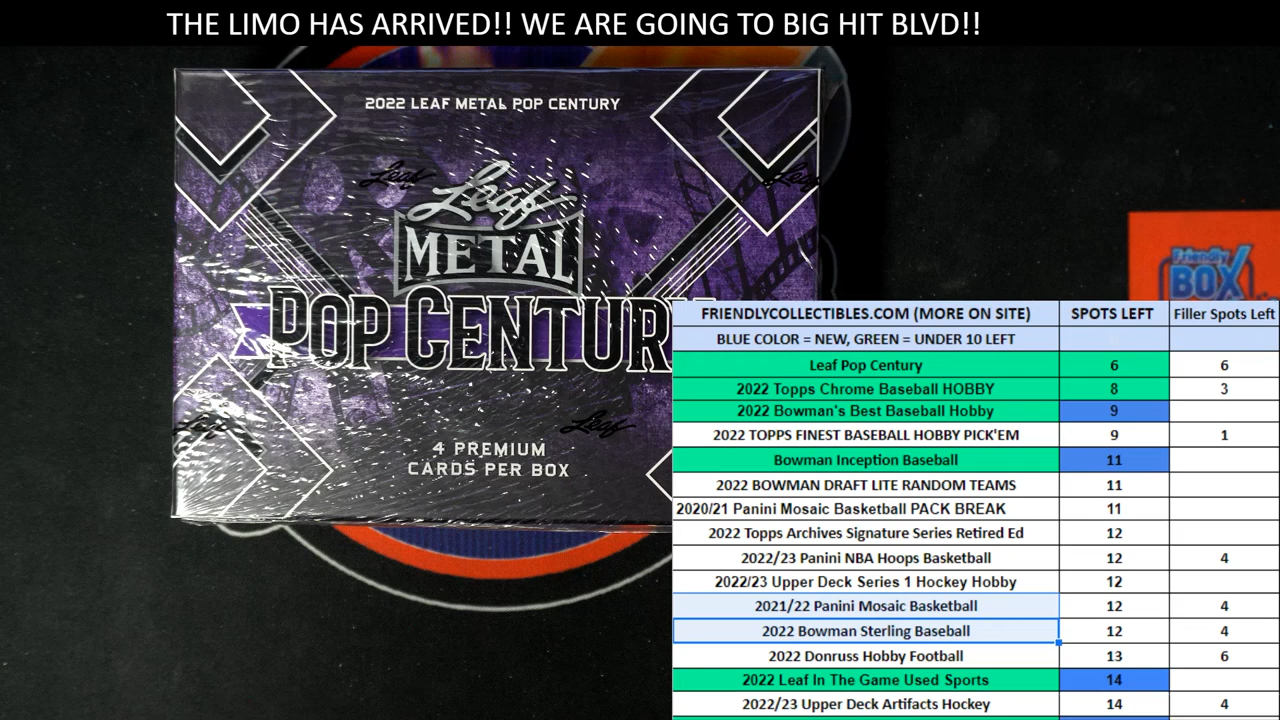 THE LIMO HAS ARRIVED!! WE ARE GOING TO BIG HIT BLVD!!
2022 LEAF METAL POP CENTURY
Leaf
Leaf
Leaf
METAL
POP CENTUR
Leaf
Leaf
4 PREMIUM
CARDS PER BOX
Friendly
BOX
FRIENDLYCOLLECTIBLES.COM (MORE ON SITE) SPOTS LEFT Filler Spots Left
BLUE COLOR = NEW, GREEN = UNDER 10 LEFT
Leaf Pop Century 6 6
2022 Topps Chrome Baseball HOBBY 8 3
2022 Bowman's Best Baseball Hobby 9
2022 TOPPS FINEST BASEBALL HOBBY PICK'EM 9 1
Bowman Inception Baseball 11
2022 BOWMAN DRAFT LITE RANDOM TEAMS 11
2020/21 Panini Mosaic Basketball PACK BREAK 11
2022 Topps Archives Signature Series Retired Ed 12
2022/23 Panini NBA Hoops Basketball 12 4
2022/23 Upper Deck Series 1 Hockey Hobby 12
2021/22 Panini Mosaic Basketball 12 4
2022 Bowman Sterling Baseball 12 4
2022 Donruss Hobby Football 13 6
2022 Leaf In The Game Used Sports 14
2022/23 Upper Deck Artifacts Hockey 14 4